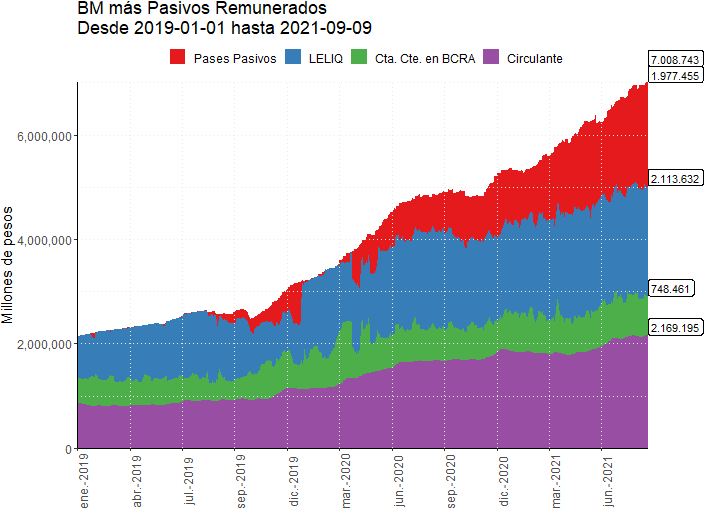 BM más Pasivos Remunerados
Desde 2019-01-01 hasta 2021-09-09
Pases Pasivos
LELIQ
Cta. Cte. en BCRA
Circulante
7.008.743
1.977.455
2.113.632
748.461
2.169.195
Millones de pesos
6,000,000
4,000,000
2,000,000
0
ene.-2019
abr.-2019
jul.-2019
sep.-2019
dic.-2019
mar.-2020
jun.-2020
sep.-2020
dic.-2020
mar.-2021
jun.-2021